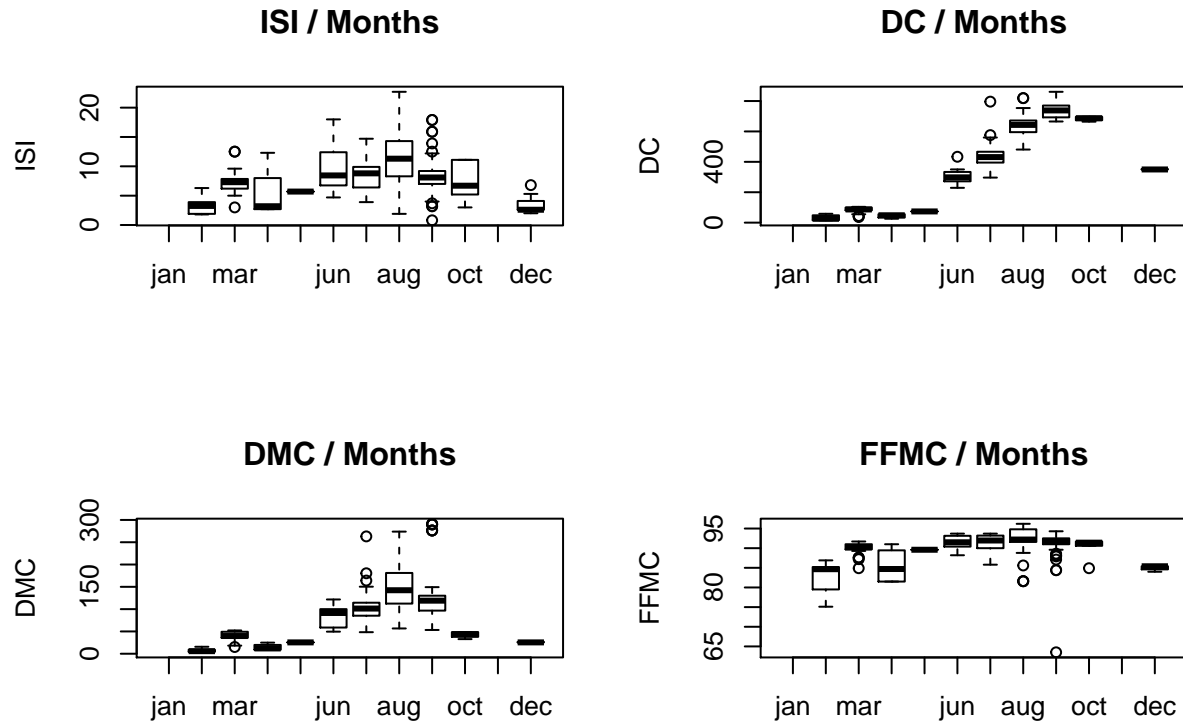 ISI / Months
ISI
20
10
0
jan mar jun aug oct dec
DC / Months
DC
400
0
jan mar jun aug oct dec
DMC / Months
DMC
300
150
0
jan mar jun aug oct dec
FFMC / Months
FFMC
95
80
65
jan mar jun aug oct dec